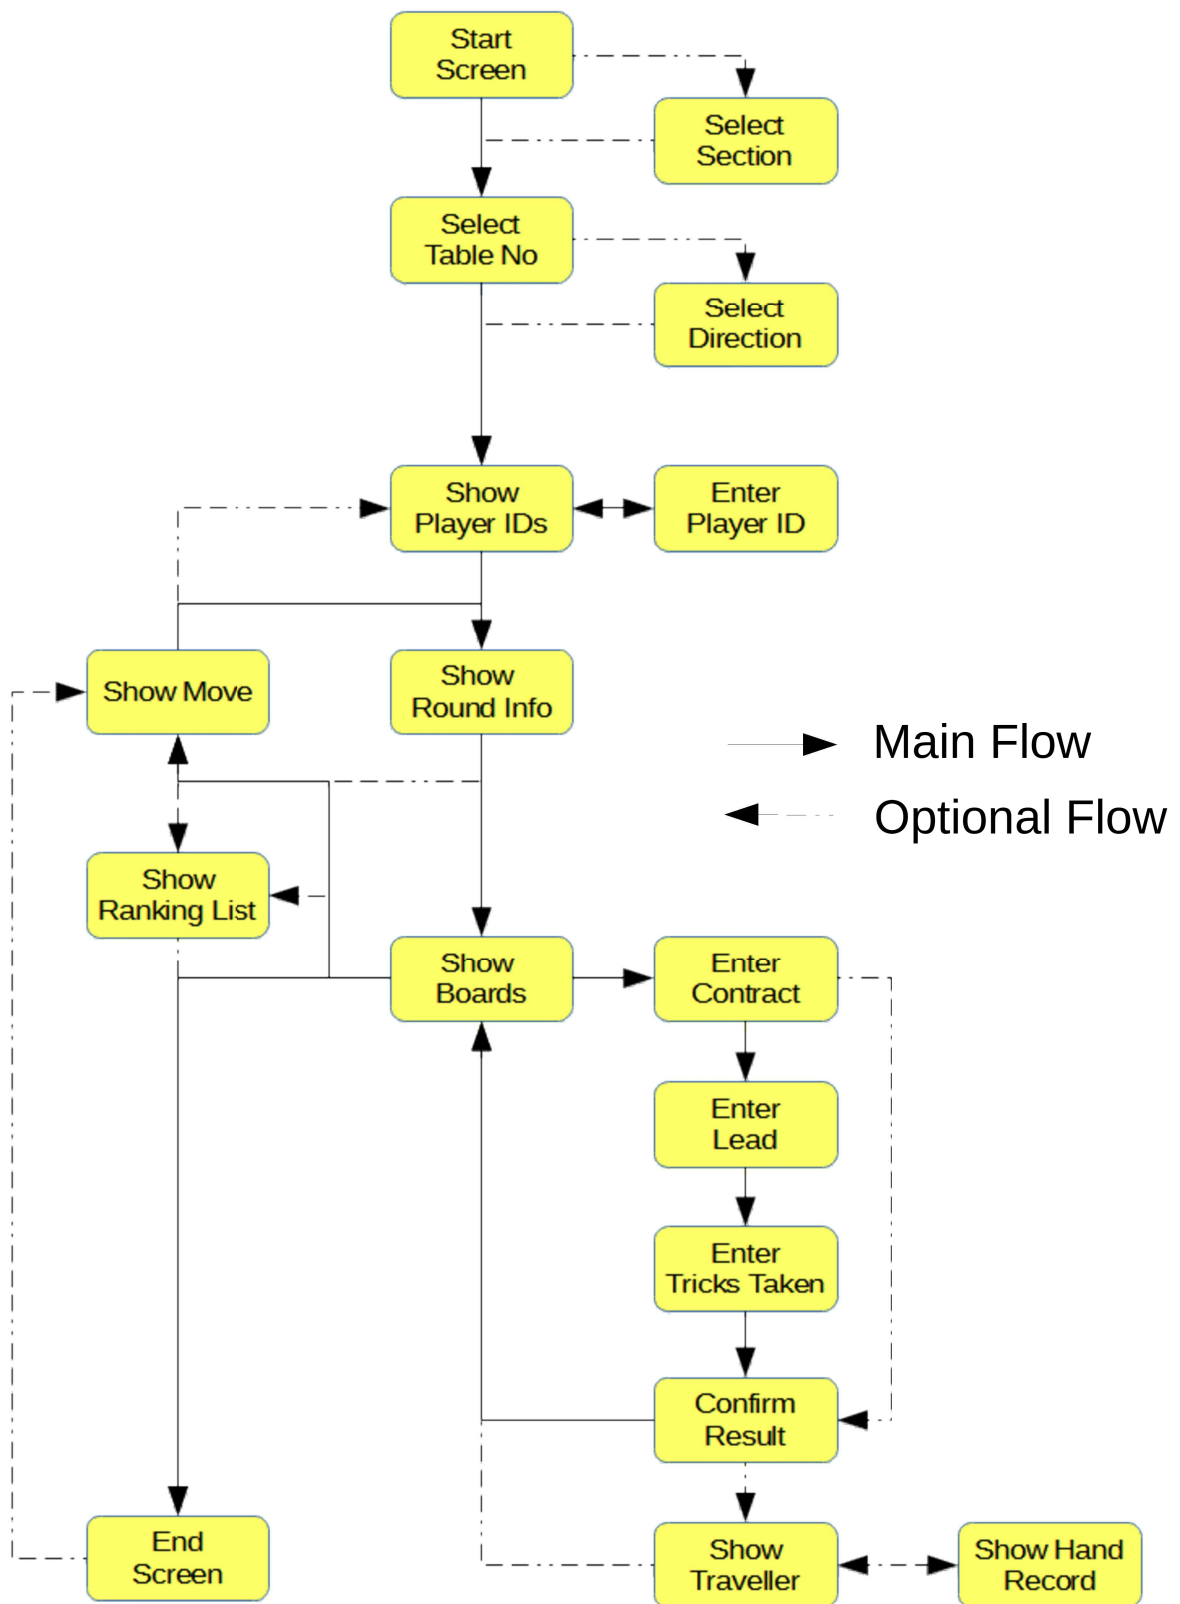 Start
Screen
Select
Section
Select
Table No
Select
Direction
Show
Player IDs
Enter
Player ID
Show Move
Show
Round Info
Main Flow
Optional Flow
Show
Ranking List
Show
Boards
Enter
Contract
Enter
Lead
Enter
Tricks Taken
Confirm
Result
End
Screen
Show
Traveller
Show Hand
Record